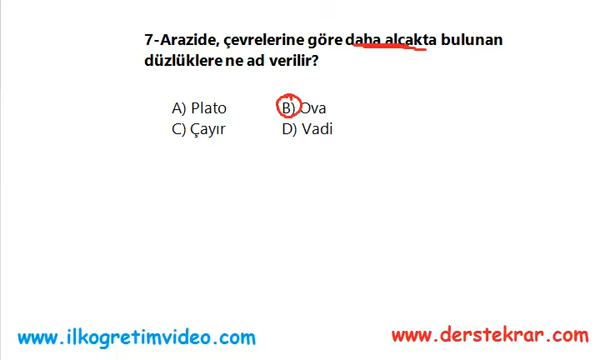 7-Arazide, çevrelerine göre daha alçakta bulunan
düzlüklere ne ad verilir?
A) Plato B) Ova
C) Çayır D) Vadi
www.ilkogretimvideo.com www.derstekrar.com